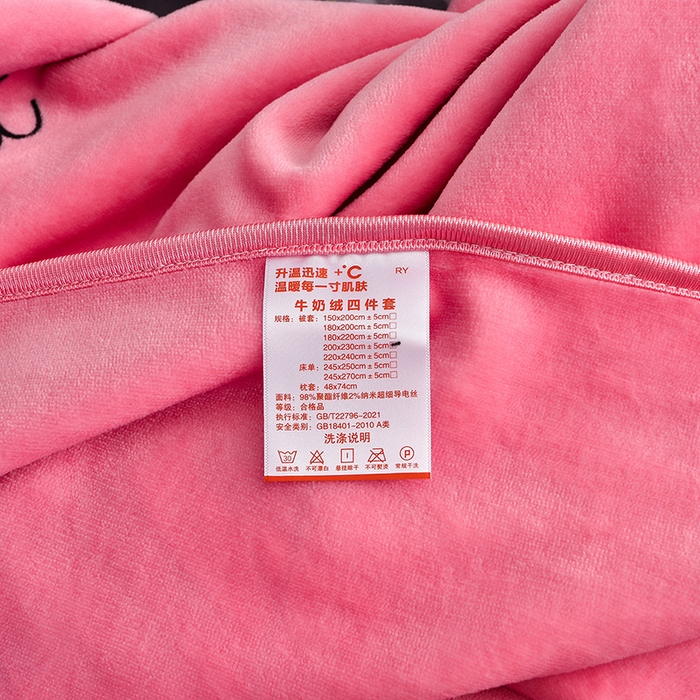 升温迅速 +°C RY
温暖每一寸肌肤
牛奶绒四件套
规格：被套：150x200cm±5cm□
180x200cm±5cm□
180x220cm±5cm□
200x230cm±5cm□
220x240cm±5cm□
床单：245x250cm±5cm□
245x270cm±5cm□
枕套：48x74cm
面料：98%聚酯纤维2%纳米超细导电丝
等级：合格品
执行标准：GB/T22796-2021
安全类别：GB18401-2010 A类
洗涤说明
30 P
低温水洗 不可漂白 悬挂晾干 不可熨烫 常规干洗